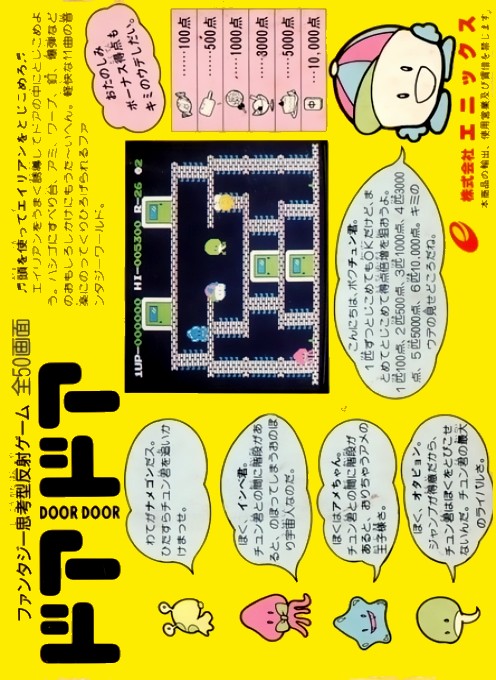 ファンタジー思考型反射ゲーム 全50画面
ドアドア
DOOR DOOR
♬頭を使ってエイリアンをとじこめろ♬
エイリアンをうまく誘導してドアの中にとじこめよ
う。ハシゴにすべり台、アミ、ワープ、釘、爆弾など
のおもしろしかけにもうた〜いへん。軽快な11曲の音
楽にのってくりひろげられるファ
ンタジーワールド。
おたのしみ
ボーナス得点も
キミのウデしだい。
……100点
……500点
……1000点
……3000点
……5000点
…10,000点
1UP-000000 HI-005300 R-26 2
わてがナメゴンでス。
ひたすらチュン君を追いか
けまっせ。
ぼく、インベ君。
チュン君との間に階段があ
ると、のぼってしまうおのぼ
り宇宙人なのだ。
ぼくはアメちゃん。
チュン君との間に階段が
あると、おりちゃうアメの
王子様さ。
ぼく、オタピョン。
ジャンプが得意だから、
チュン君はぼくをとびこせ
ないんだ。チュン君の最大
のライバルさ。
こんにちは、ボクチュン君。
1匹ずつとじこめてもOKだけど、ま
とめてとじこめて得点倍増を狙おうよ。
1匹100点、2匹500点、3匹1000点、4匹3000
点、5匹5000点、6匹10,000点。キミの
ウデの見せどころだね。
株式会社 エニックス
本商品の輸出、使用営業及び賃借を禁じます。